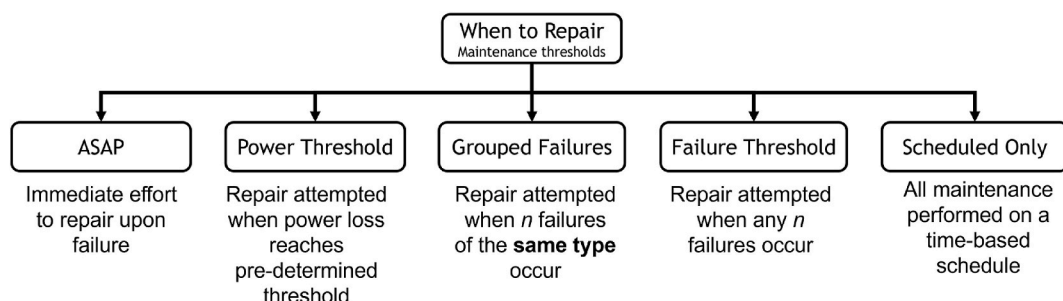 When to Repair
Maintenance thresholds
ASAP
Immediate effort
to repair upon
failure
Power Threshold
Repair attempted
when power loss
reaches
pre-determined
threshold
Grouped Failures
Repair attempted
when n failures
of the same type
occur
Failure Threshold
Repair attempted
when any n
failures occur
Scheduled Only
All maintenance
performed on a
time-based
schedule